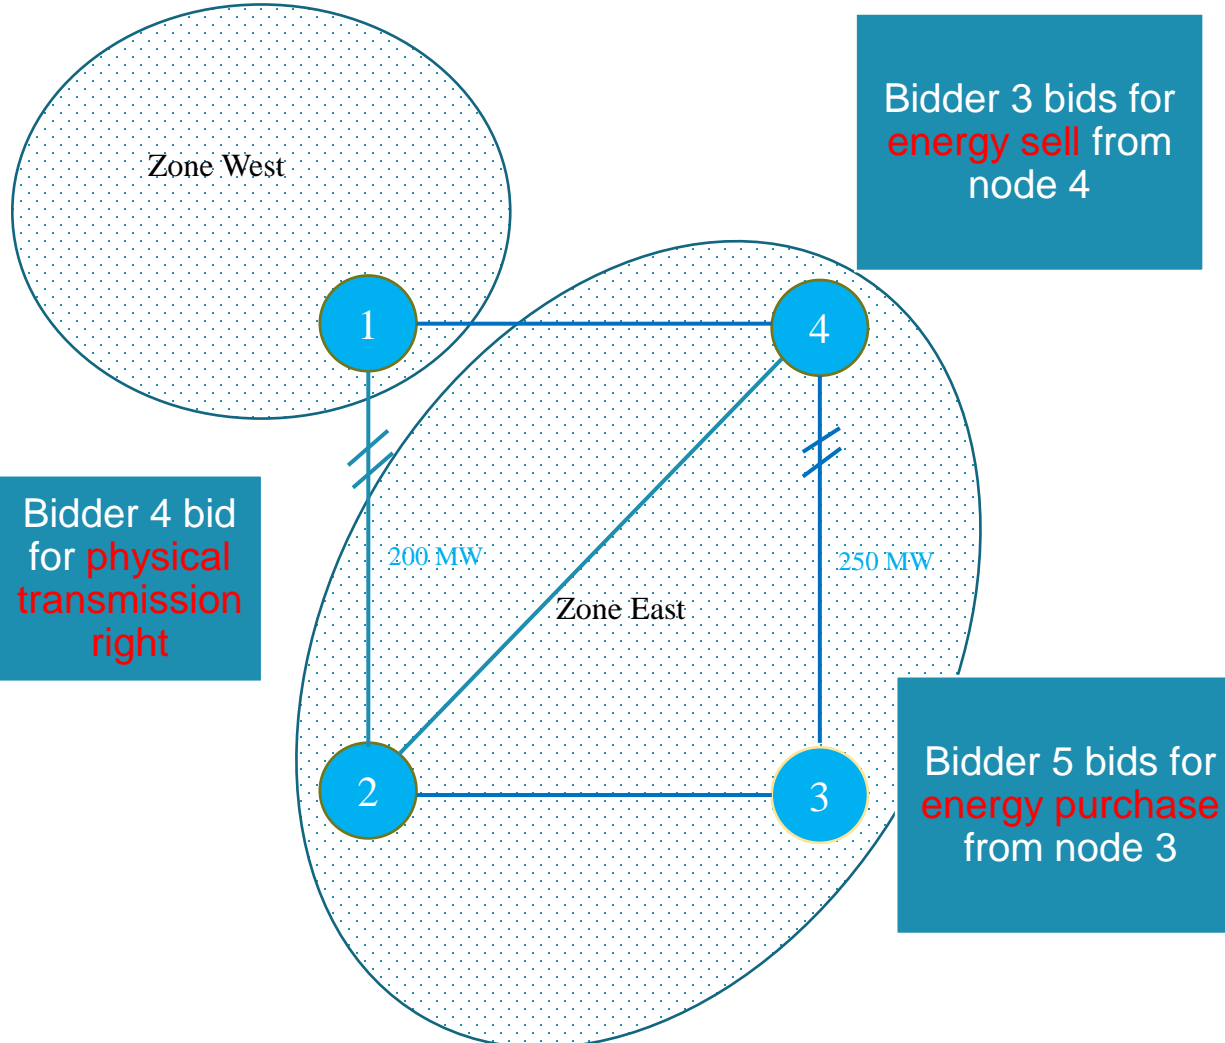 Bidder 3 bids for
energy sell from
node 4
Zone West
1
4
Bidder 4 bid
for physical
transmission
right
200 MW
250 MW
Zone East
Bidder 5 bids for
energy purchase
from node 3
2
3